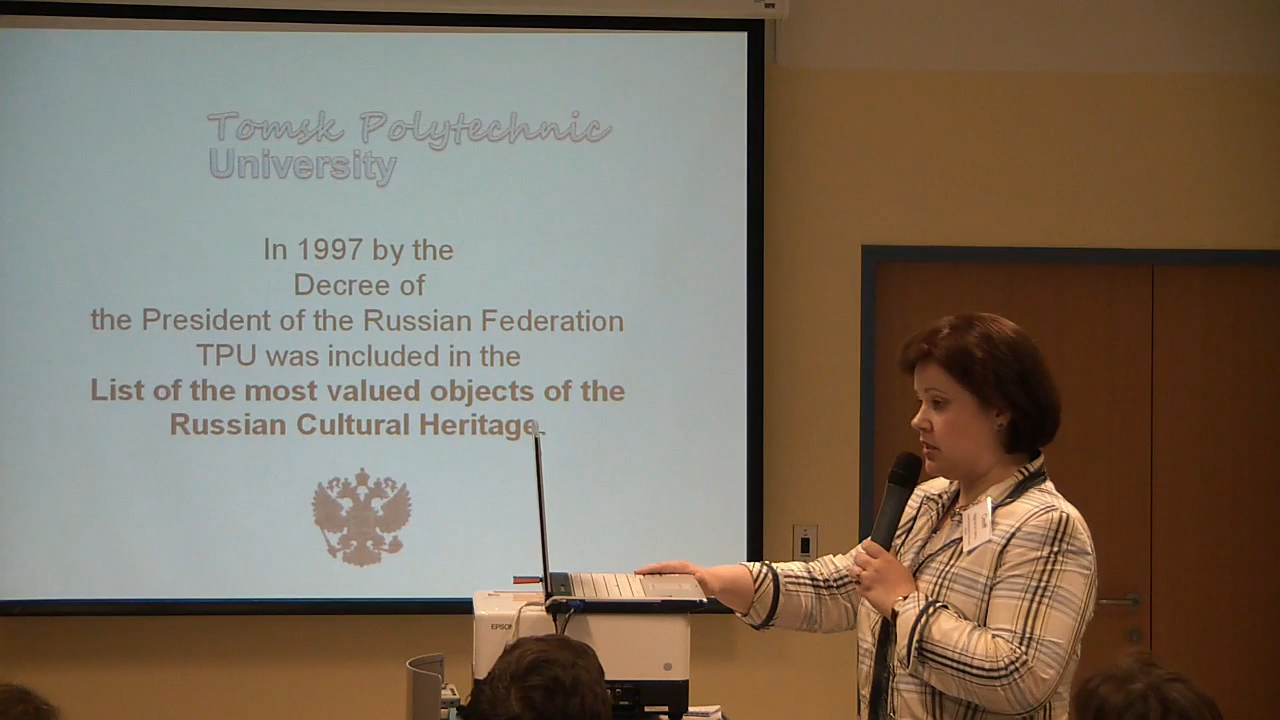 Tomsk Polytechnic
University
In 1997 by the
Decree of
the President of the Russian Federation
TPU was included in the
List of the most valued objects of the
Russian Cultural Heritage
EPSON